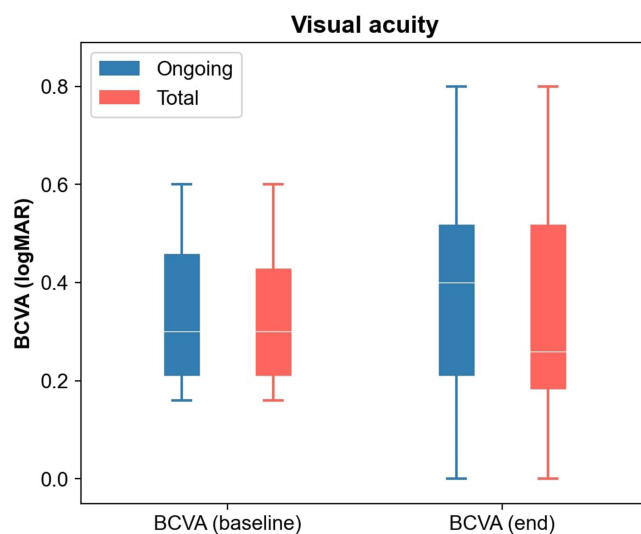 Visual acuity
Ongoing
Total
BCVA (logMAR)
0.8
0.6
0.4
0.2
0.0
BCVA (baseline)
BCVA (end)